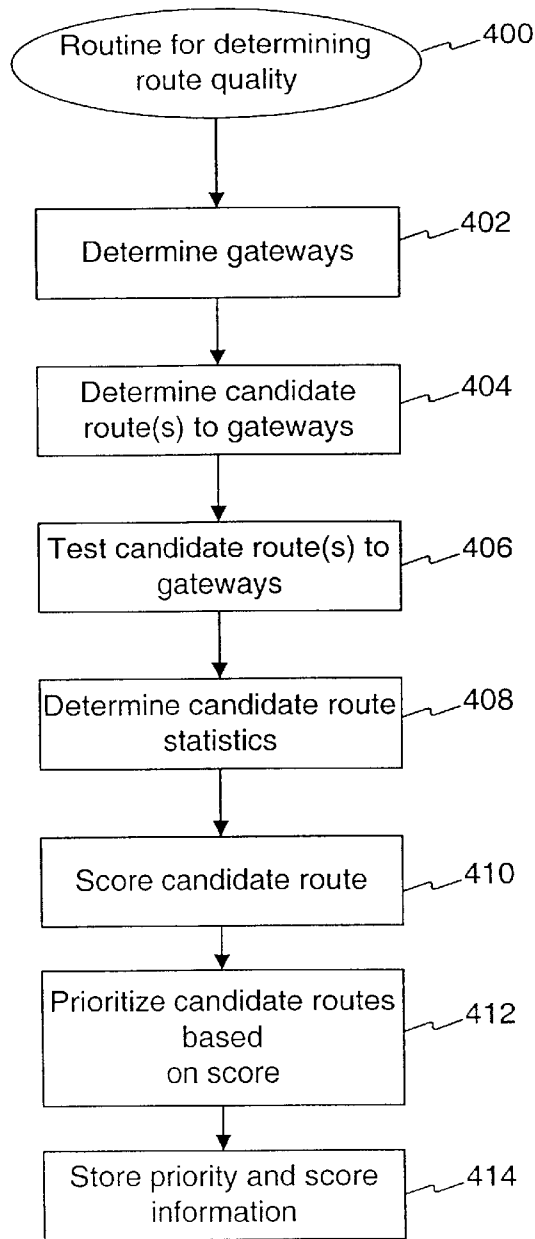 Routine for determining
route quality
400
Determine gateways
402
Determine candidate
route(s) to gateways
404
Test candidate route(s) to
gateways
406
Determine candidate route
statistics
408
Score candidate route
410
Prioritize candidate routes
based
on score
412
Store priority and score
information
414